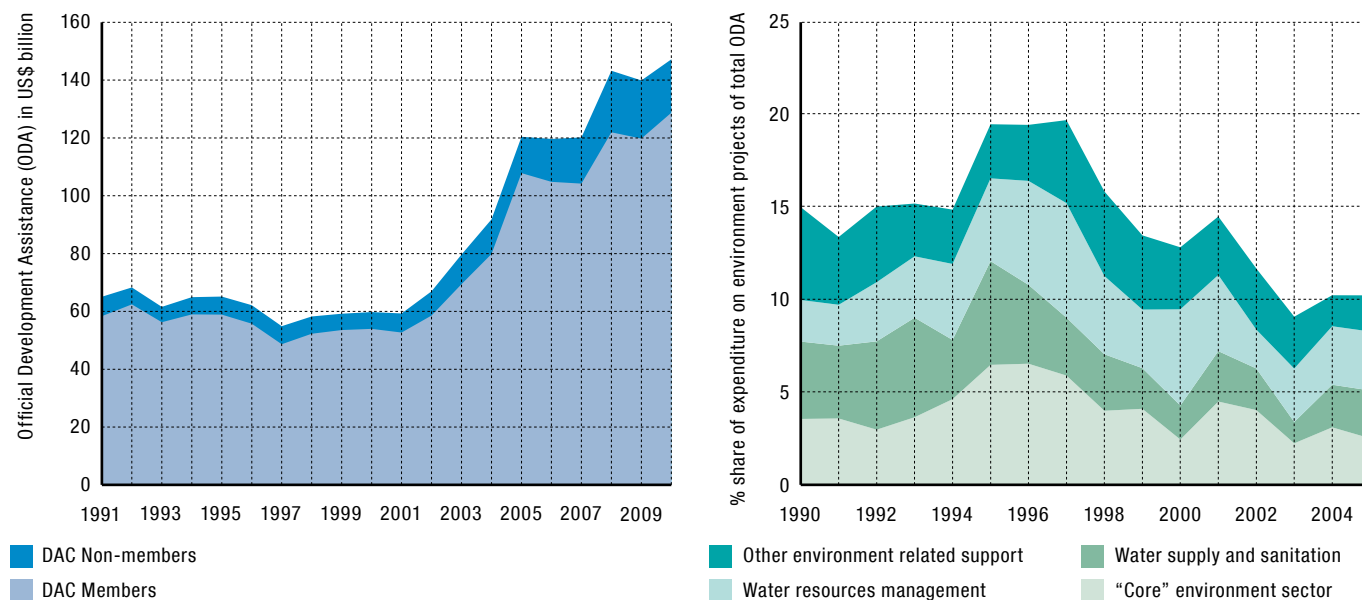 Official Development Assistance (ODA) in US$ billion
160
140
120
100
80
60
40
20
0
1991 1993 1995 1997 1999 2001 2003 2005 2007 2009
DAC Non-members
DAC Members
% share of expenditure on environment projects of total ODA
25
20
15
10
5
0
1990 1992 1994 1996 1998 2000 2002 2004
Other environment related support
Water supply and sanitation
Water resources management
“Core” environment sector